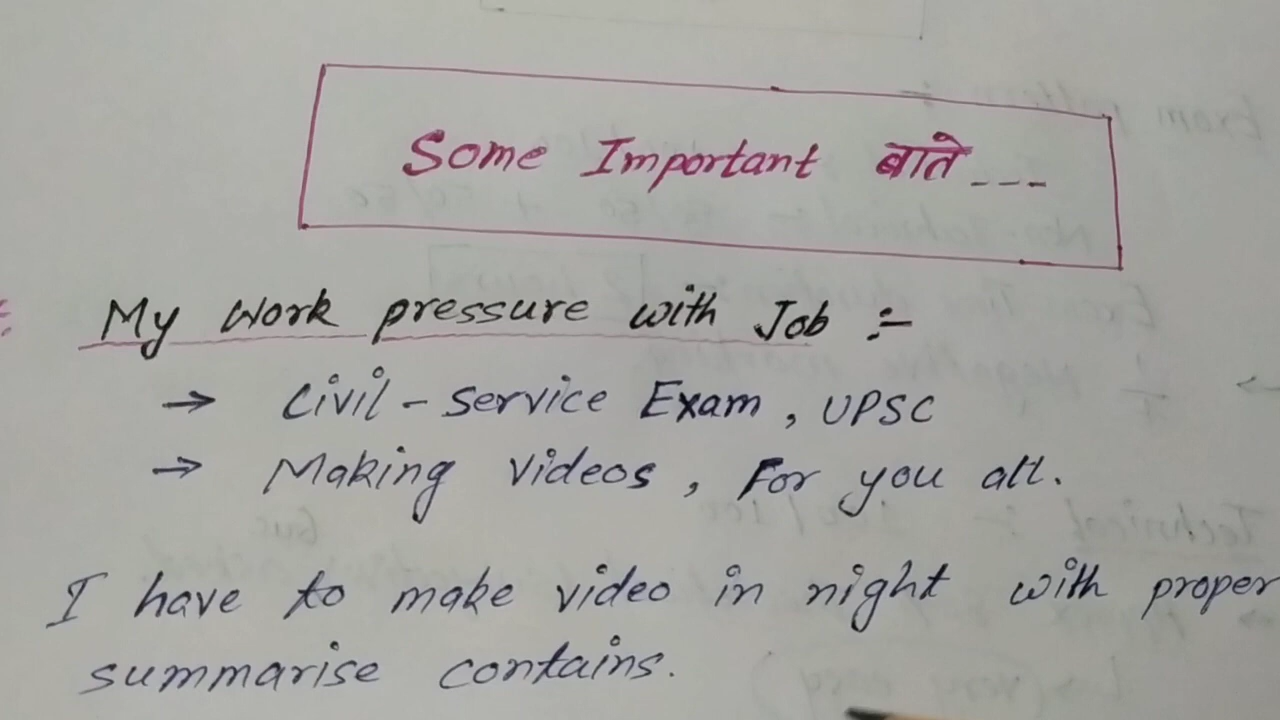 Some Important बाते---
My work pressure with Job :-
→ Civil - service Exam, UPSC
→ Making videos, For you all.
I have to make video in night with proper
summarise contains.